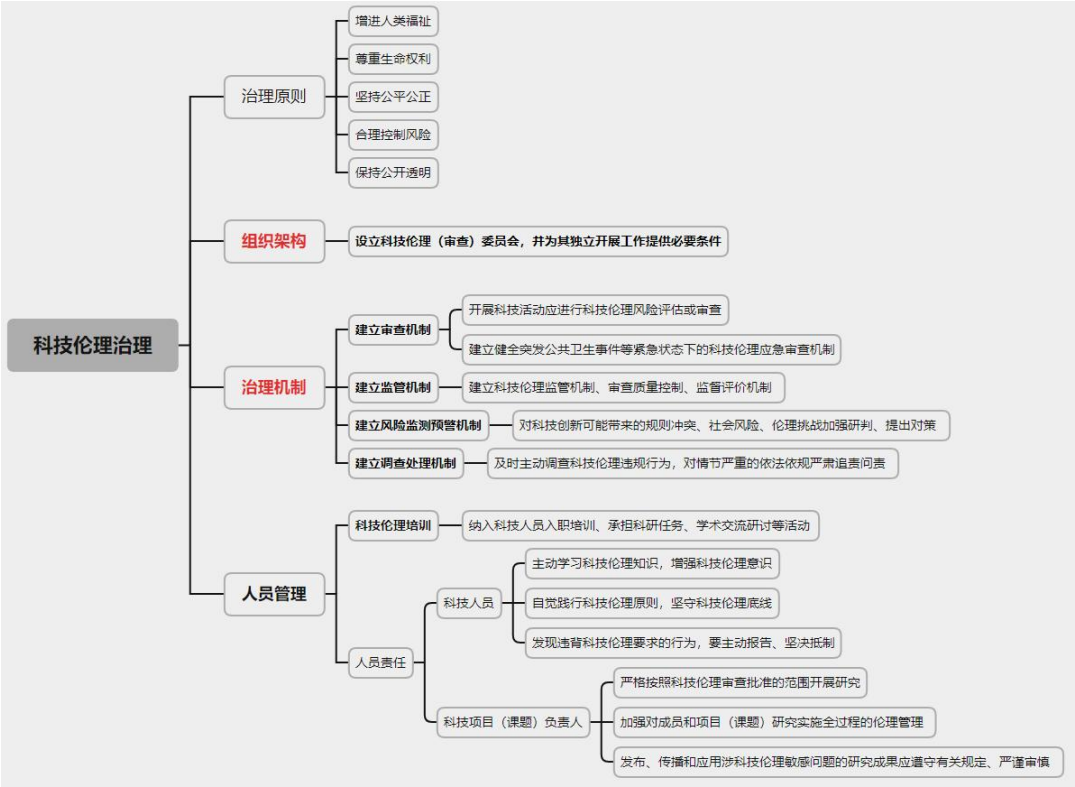 科技伦理治理
治理原则
增进人类福祉
尊重生命权利
坚持公平公正
合理控制风险
保持公开透明
组织架构
设立科技伦理（审查）委员会，并为其独立开展工作提供必要条件
治理机制
建立审查机制
开展科技活动应进行科技伦理风险评估或审查
建立健全突发公共卫生事件等紧急状态下的科技伦理应急审查机制
建立监管机制
建立科技伦理监管机制、审查质量控制、监督评价机制
建立风险监测预警机制
对科技创新可能带来的规则冲突、社会风险、伦理挑战加强研判、提出对策
建立调查处理机制
及时主动调查科技伦理违规行为，对情节严重的依法依规严肃追责问责
人员管理
科技伦理培训
纳入科技人员入职培训、承担科研任务、学术交流研讨等活动
人员责任
科技人员
主动学习科技伦理知识，增强科技伦理意识
自觉践行科技伦理原则，坚守科技伦理底线
发现违背科技伦理要求的行为，要主动报告、坚决抵制
科技项目（课题）负责人
严格按照科技伦理审查批准的范围开展研究
加强对成员和项目（课题）研究实施全过程的伦理管理
发布、传播和应用涉科技伦理敏感问题的研究成果应遵守有关规定、严谨审慎